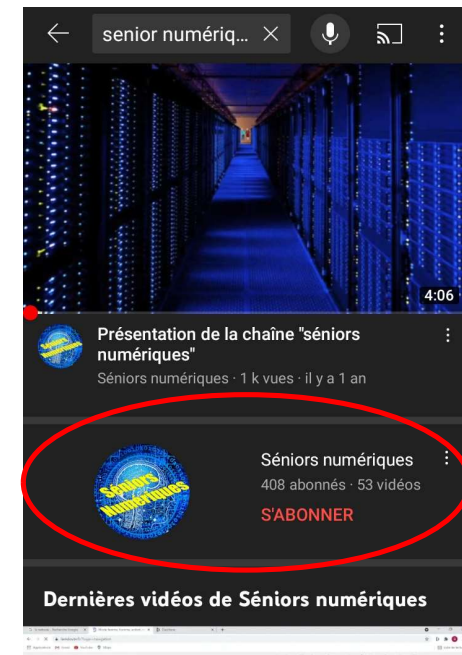 senior numériq...
4:06
Présentation de la chaîne "séniors
numériques"
Séniors numériques · 1 k vues · il y a 1 an
Séniors
Numériques
Séniors numériques
408 abonnés · 53 vidéos
S'ABONNER
Dernières vidéos de Séniors numériques